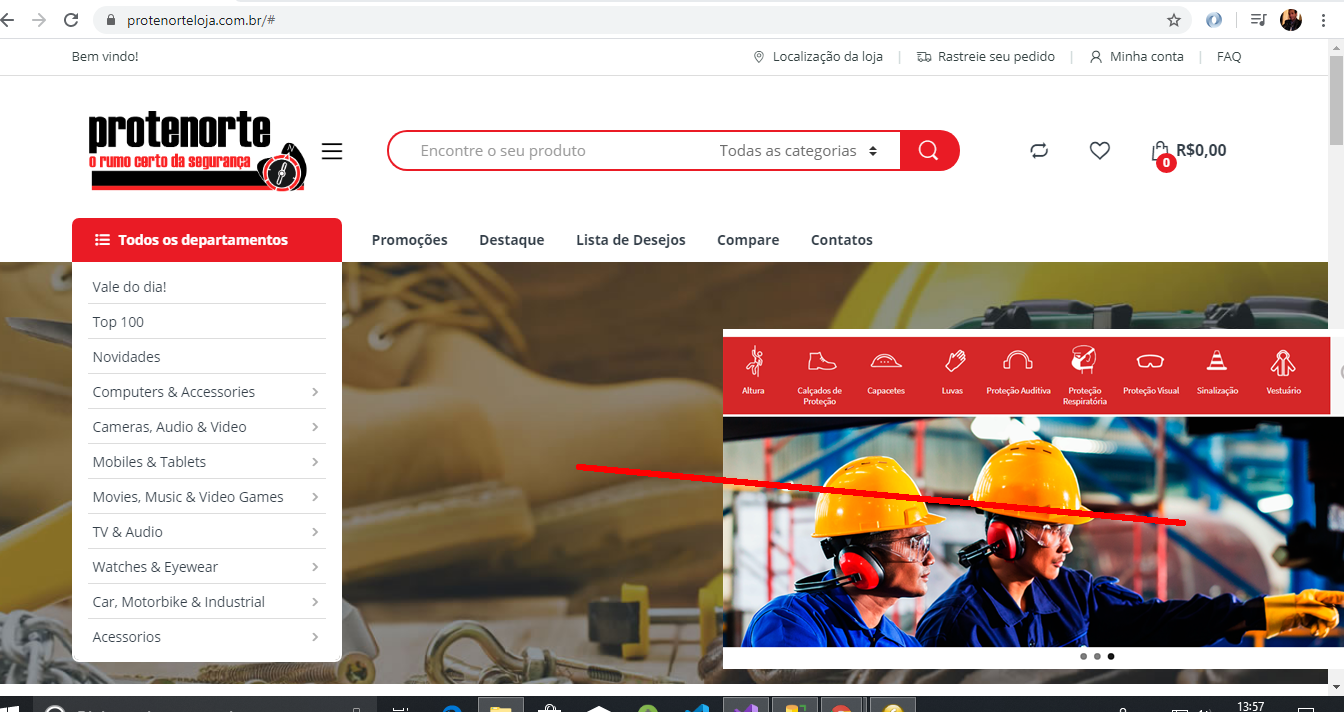 protenorteloja.com.br/#
Bem vindo!
Localização da loja
Rastreie seu pedido
Minha conta
FAQ
protenorte
o rumo certo da segurança
N
Encontre o seu produto
Todas as categorias
0
R$0,00
Todos os departamentos
Promoções
Destaque
Lista de Desejos
Compare
Contatos
Vale do dia!
Top 100
Novidades
Computers & Accessories
Cameras, Audio & Video
Mobiles & Tablets
Movies, Music & Video Games
TV & Audio
Watches & Eyewear
Car, Motorbike & Industrial
Acessorios
Altura
Calçados de
Proteção
Capacetes
Luvas
Proteção Auditiva
Proteção
Respiratória
Proteção Visual
Sinalização
Vestuário
13:57